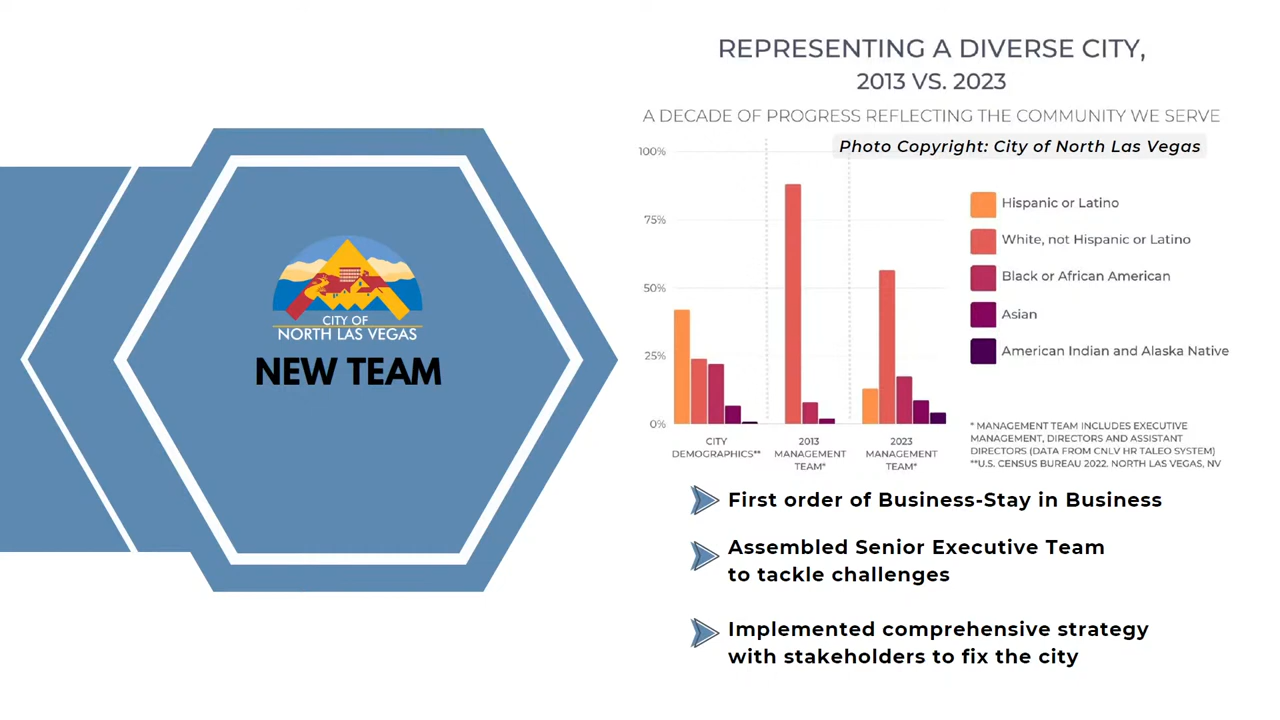 CITY OF
NORTH LAS VEGAS
NEW TEAM
REPRESENTING A DIVERSE CITY,
2013 VS. 2023
A DECADE OF PROGRESS REFLECTING THE COMMUNITY WE SERVE
Photo Copyright: City of North Las Vegas
100%
75%
50%
25%
0%
CITY
DEMOGRAPHICS**
2013
MANAGEMENT
TEAM*
2023
MANAGEMENT
TEAM*
Hispanic or Latino
White, not Hispanic or Latino
Black or African American
Asian
American Indian and Alaska Native
* MANAGEMENT TEAM INCLUDES EXECUTIVE
MANAGEMENT, DIRECTORS AND ASSISTANT
DIRECTORS (DATA FROM CNLV HR TALEO SYSTEM)
**U.S. CENSUS BUREAU 2022. NORTH LAS VEGAS, NV
First order of Business-Stay in Business
Assembled Senior Executive Team
to tackle challenges
Implemented comprehensive strategy
with stakeholders to fix the city